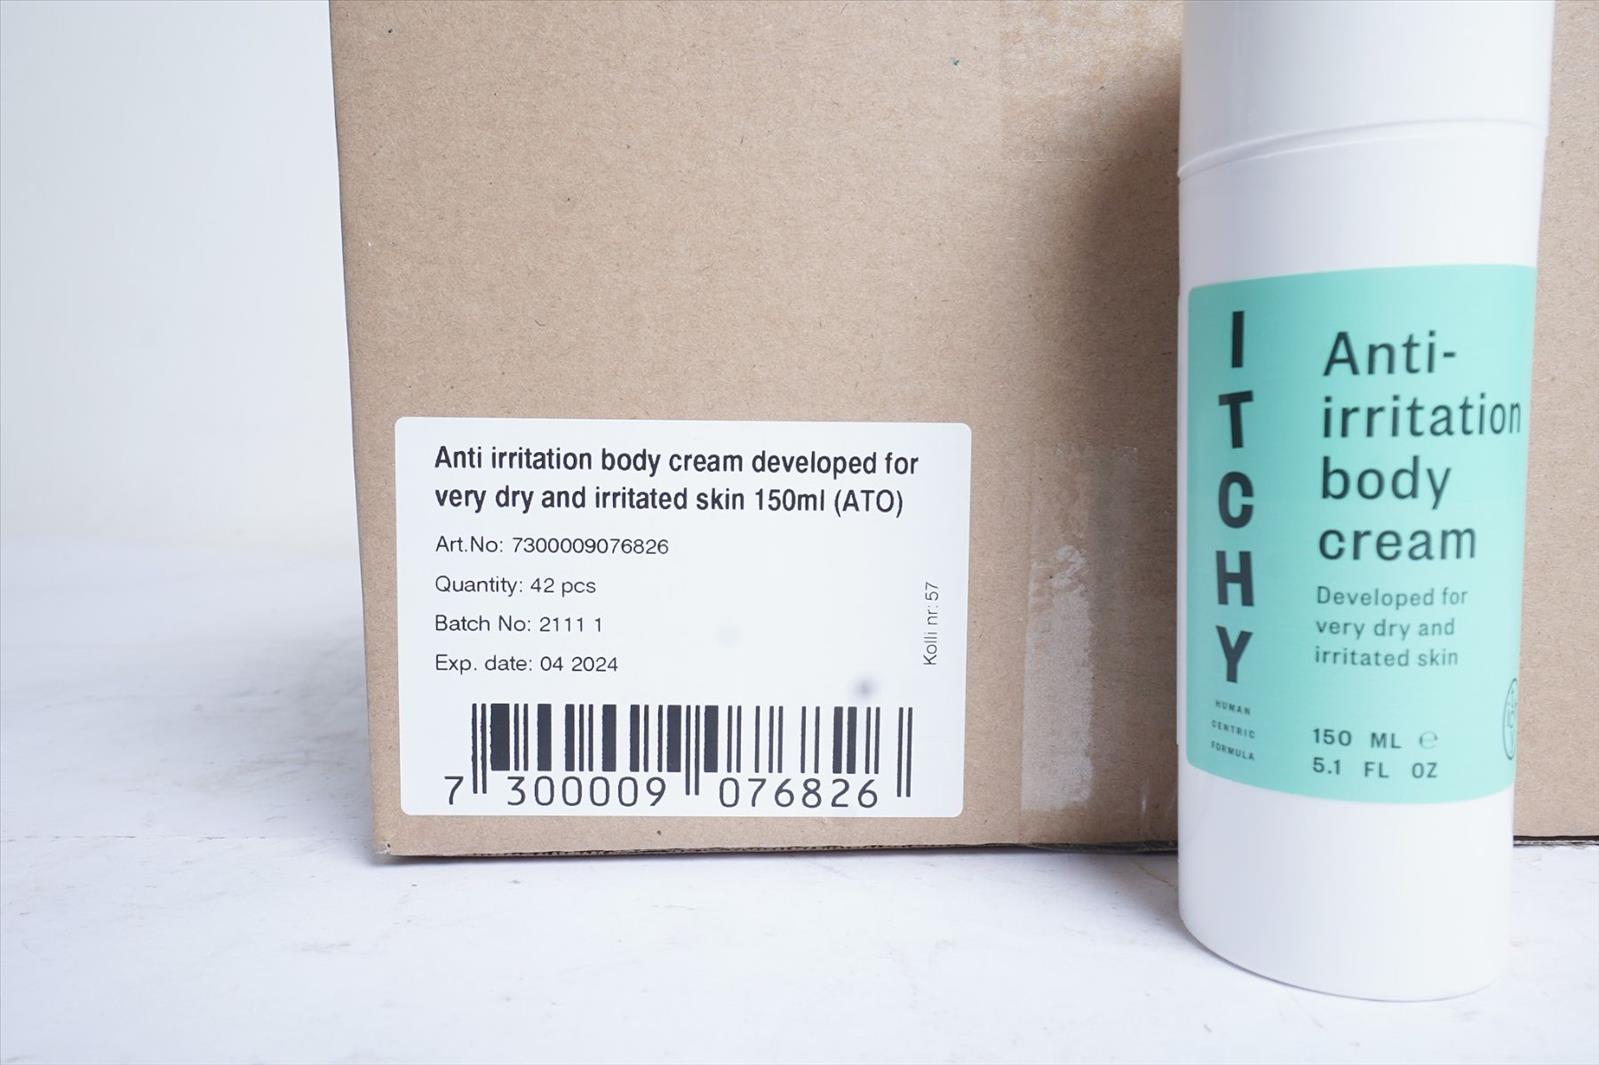 Anti irritation body cream developed for
very dry and irritated skin 150ml (ATO)
Art.No: 7300009076826
Quantity: 42 pcs
Batch No: 2111 1
Exp. date: 04 2024
Kolli nr: 57
7 300009 076826
ITCHY
HUMAN
CENTRIC
FORMULA
Anti-
irritation
body
cream
Developed for
very dry and
irritated skin
150 ML ℮
5.1 FL OZ